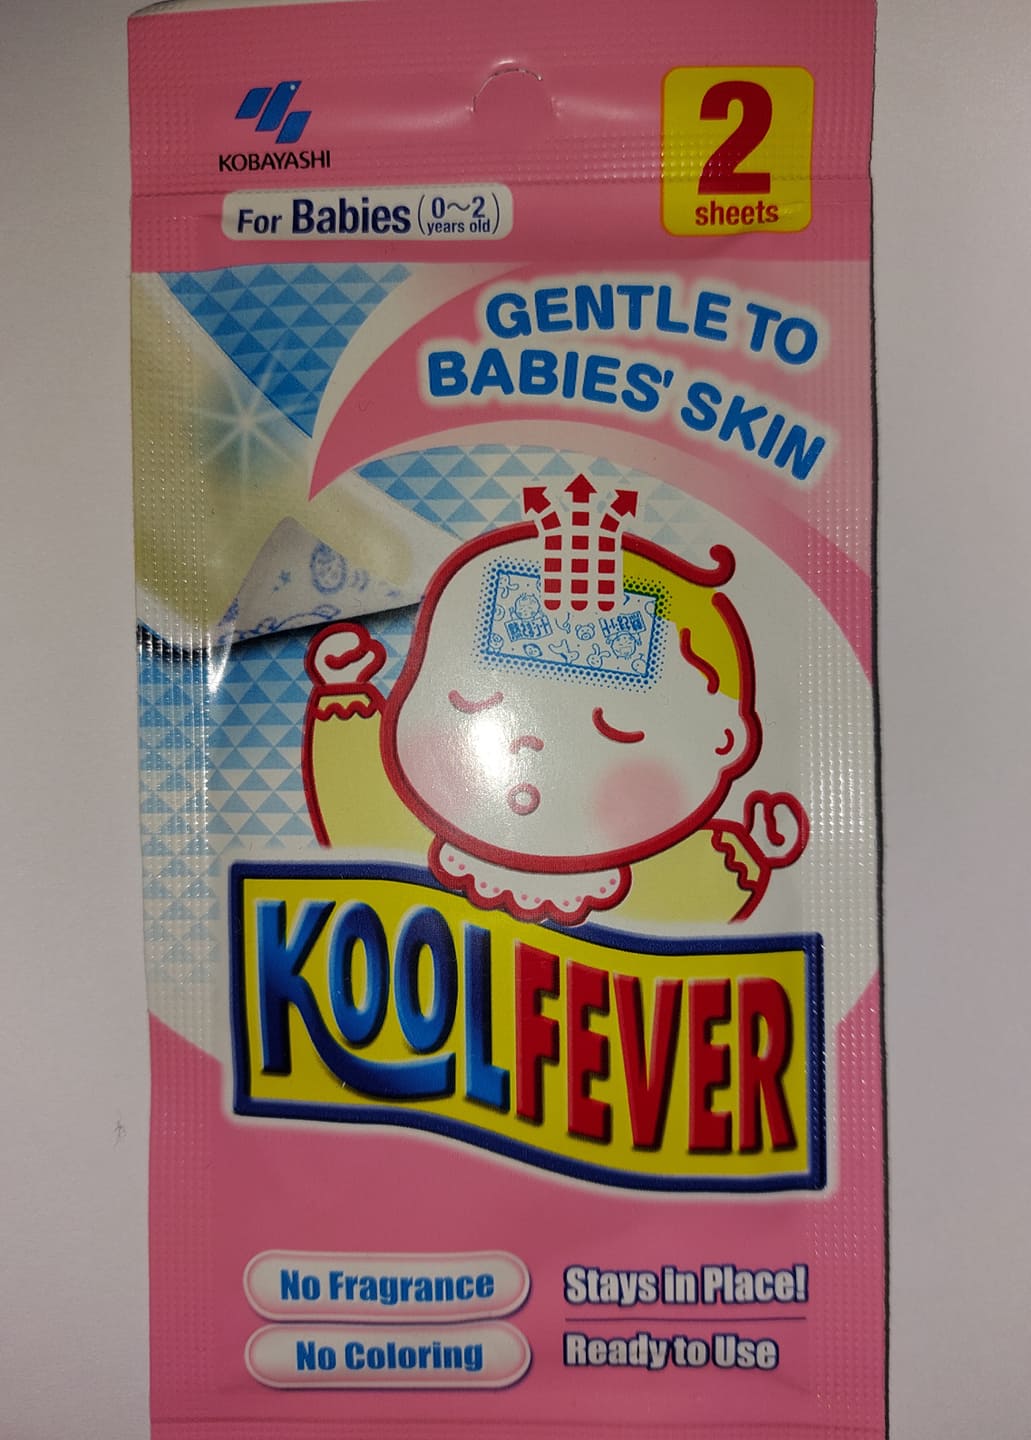 KOBAYASHI
2
sheets
For Babies (0~2 years old)
GENTLE TO
BABIES' SKIN
KOOLFEVER
No Fragrance
Stays in Place!
No Coloring
Ready to Use